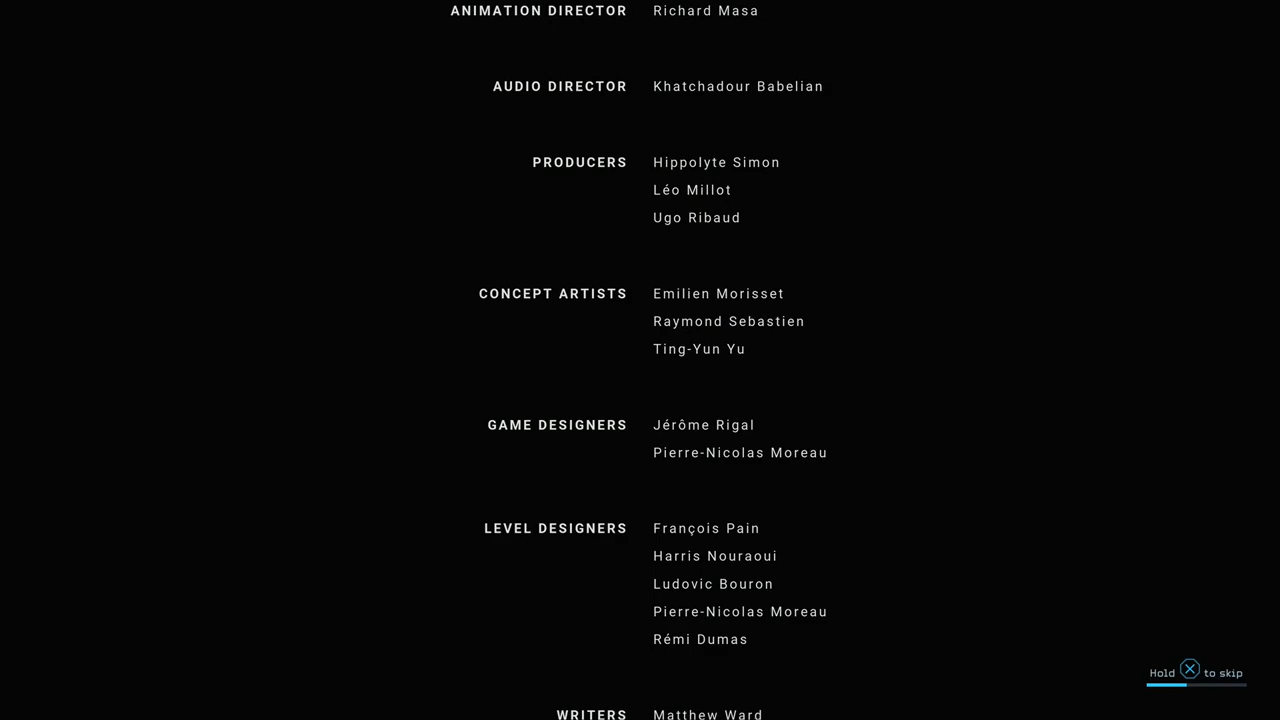 ANIMATION DIRECTOR Richard Masa
AUDIO DIRECTOR Khatchadour Babelian
PRODUCERS Hippolyte Simon
Léo Millot
Ugo Ribaud
CONCEPT ARTISTS Emilien Morisset
Raymond Sebastien
Ting-Yun Yu
GAME DESIGNERS Jérôme Rigal
Pierre-Nicolas Moreau
LEVEL DESIGNERS François Pain
Harris Nouraoui
Ludovic Bouron
Pierre-Nicolas Moreau
Rémi Dumas
Hold to skip
WRITERS Matthew Ward